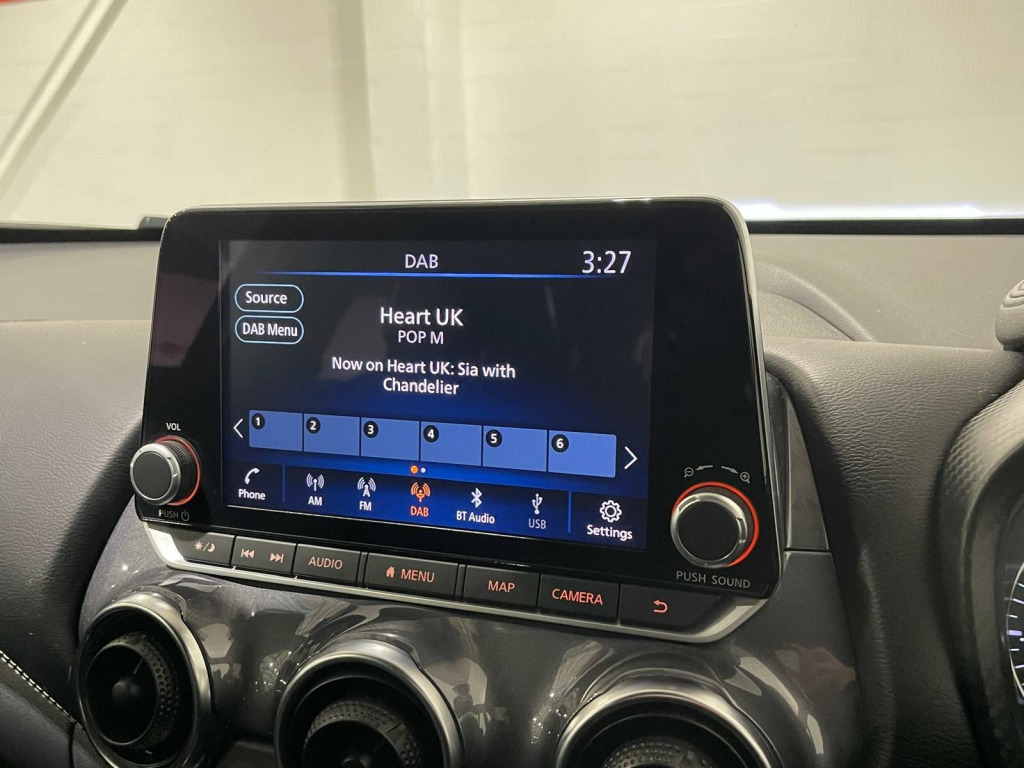 DAB
3:27
Source
DAB Menu
Heart UK
POP M
Now on Heart UK: Sia with
Chandelier
1 2 3 4 5 6
Phone
AM
FM
DAB
BT Audio
USB
Settings
VOL
PUSH
PUSH SOUND
AUDIO
MENU
MAP
CAMERA